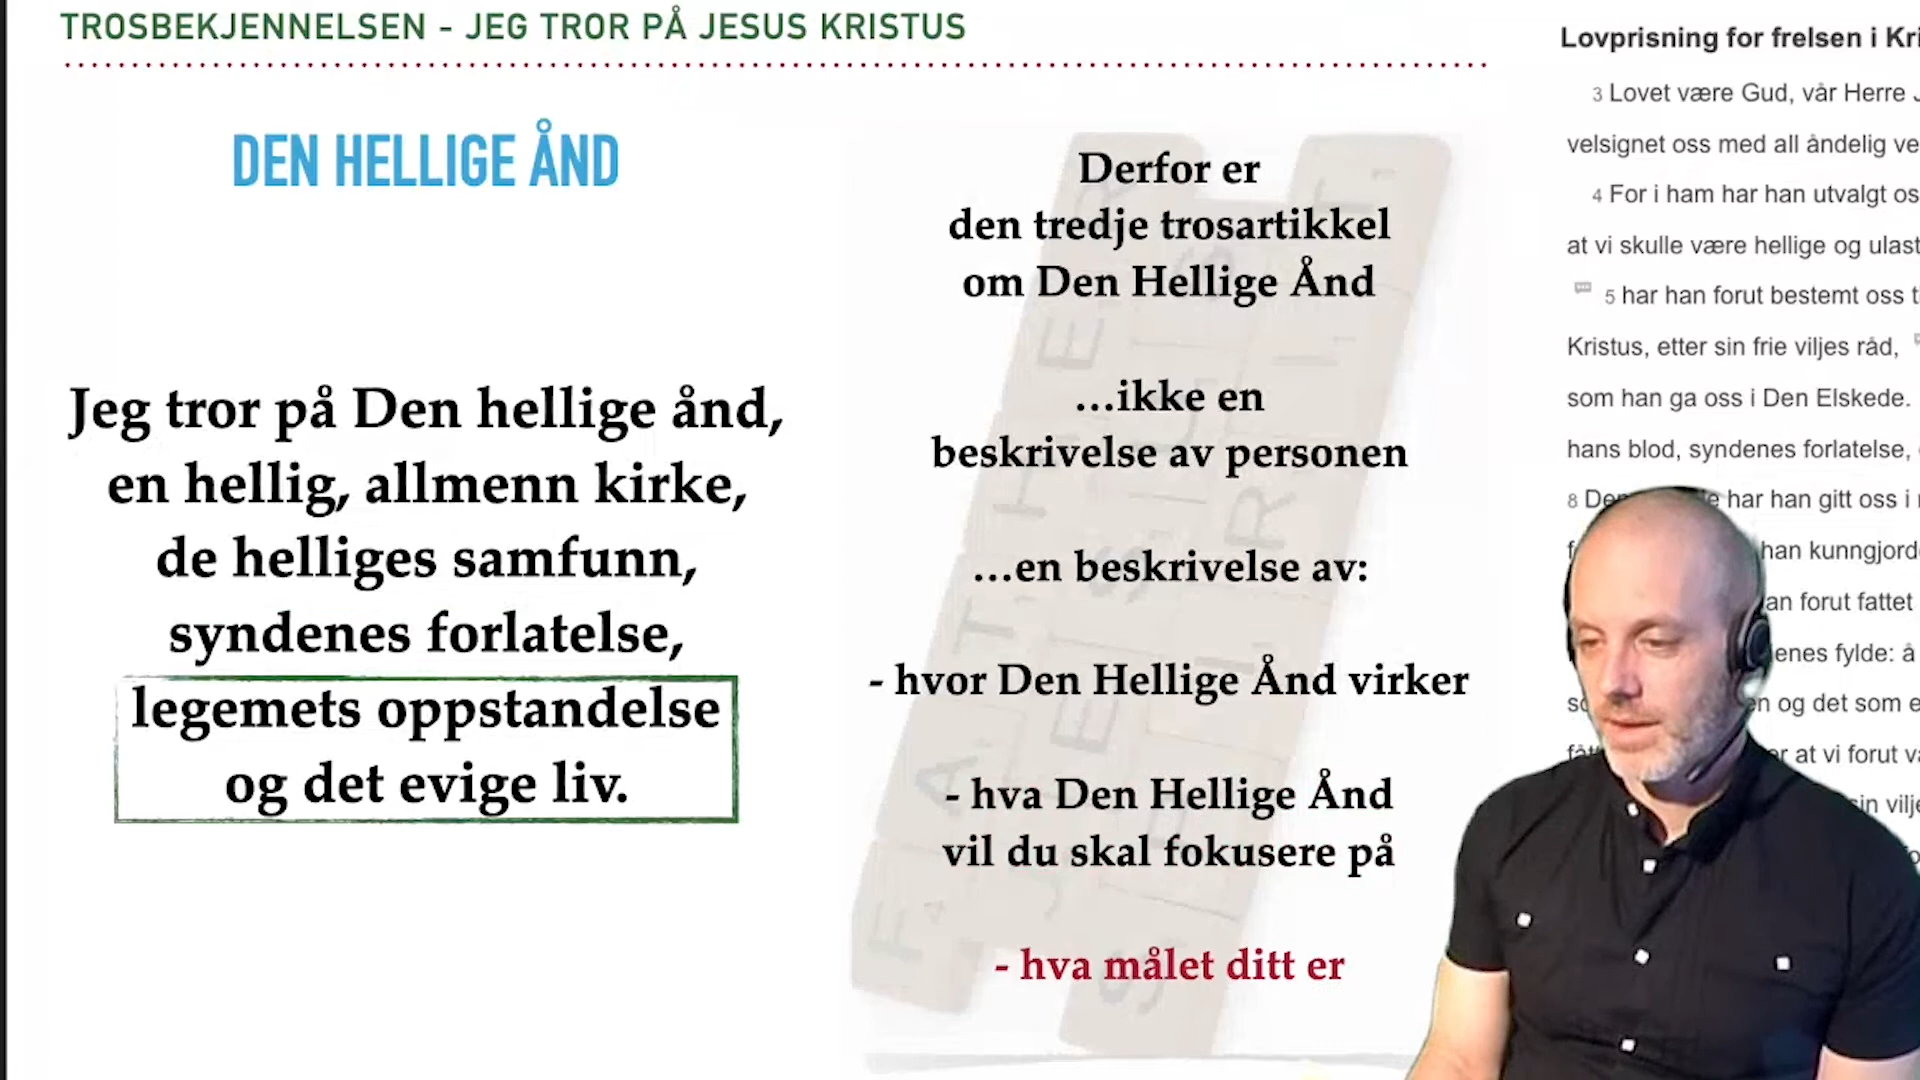 TROSBEKJENNELSEN - JEG TROR PÅ JESUS KRISTUS
DEN HELLIGE ÅND
Jeg tror på Den hellige ånd,
en hellig, allmenn kirke,
de helliges samfunn,
syndenes forlatelse,
legemets oppstandelse
og det evige liv.
Derfor er
den tredje trosartikkel
om Den Hellige Ånd
...ikke en
beskrivelse av personen
...en beskrivelse av:
- hvor Den Hellige Ånd virker
- hva Den Hellige Ånd
vil du skal fokusere på
- hva målet ditt er
Lovprisning for frelsen i
3 Lovet være Gud, vår Herre
velsignet oss med all åndelig
4 For i ham har han utvalgt
at vi skulle være hellige og
5 har han forut bestemt oss
Kristus, etter sin frie viljes råd,
som han ga oss i Den Elskede.
hans blod, syndenes forlatelse,
8 har han gitt oss i
han
forut fattet
fylde: å
og det som
at vi forut
sin